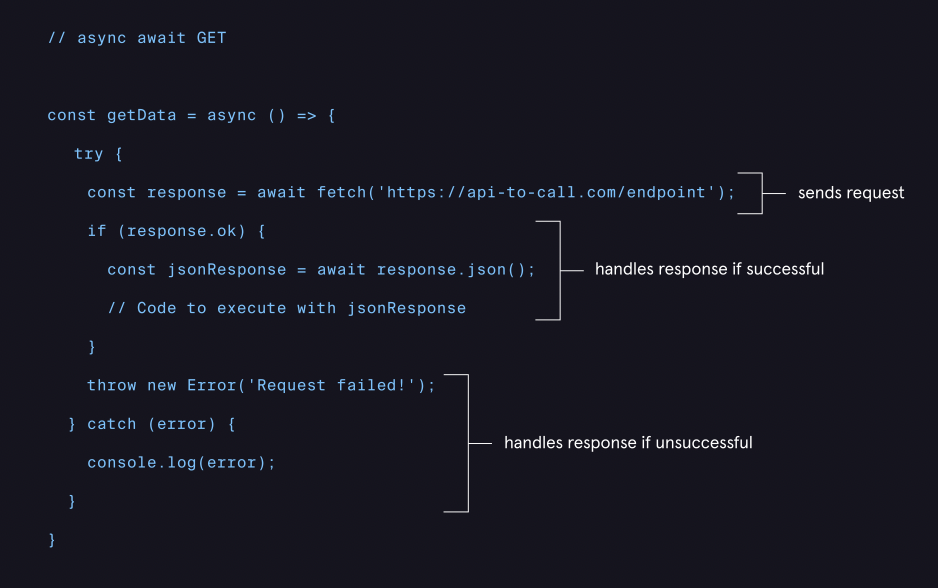 // async await GET
const getData = async () => {
try {
const response = await fetch('https://api-to-call.com/endpoint');
sends request
if (response.ok) {
const jsonResponse = await response.json();
handles response if successful
// Code to execute with jsonResponse
}
throw new Error('Request failed!');
} catch (error) {
handles response if unsuccessful
console.log(error);
}
}